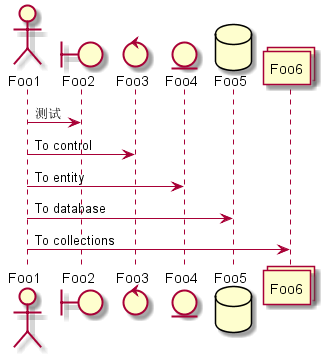 Foo1 Foo2 Foo3 Foo4 Foo5 Foo6
测试
To control
To entity
To database
To collections
Foo1 Foo2 Foo3 Foo4 Foo5 Foo6